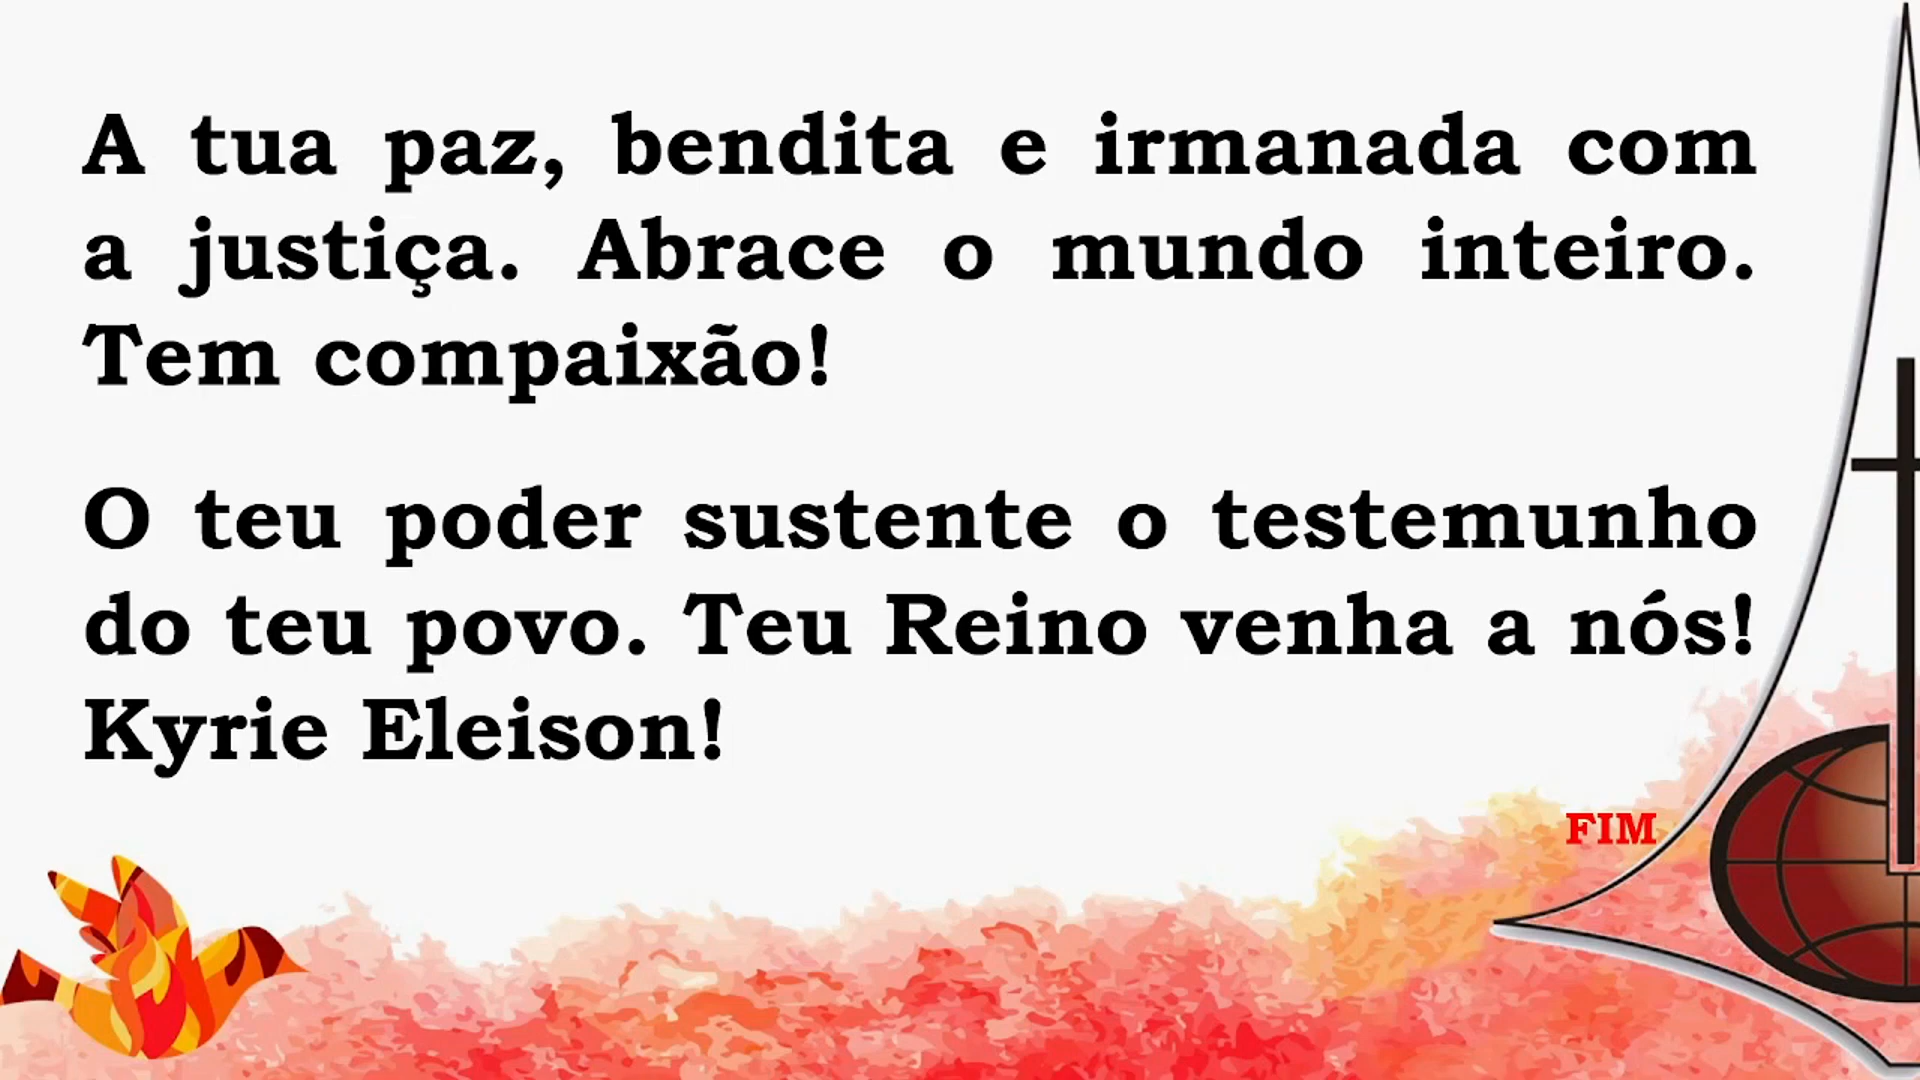 A tua paz, bendita e irmanada com
a justiça. Abrace o mundo inteiro.
Tem compaixão!
O teu poder sustente o testemunho
do teu povo. Teu Reino venha a nós!
Kyrie Eleison!
FIM